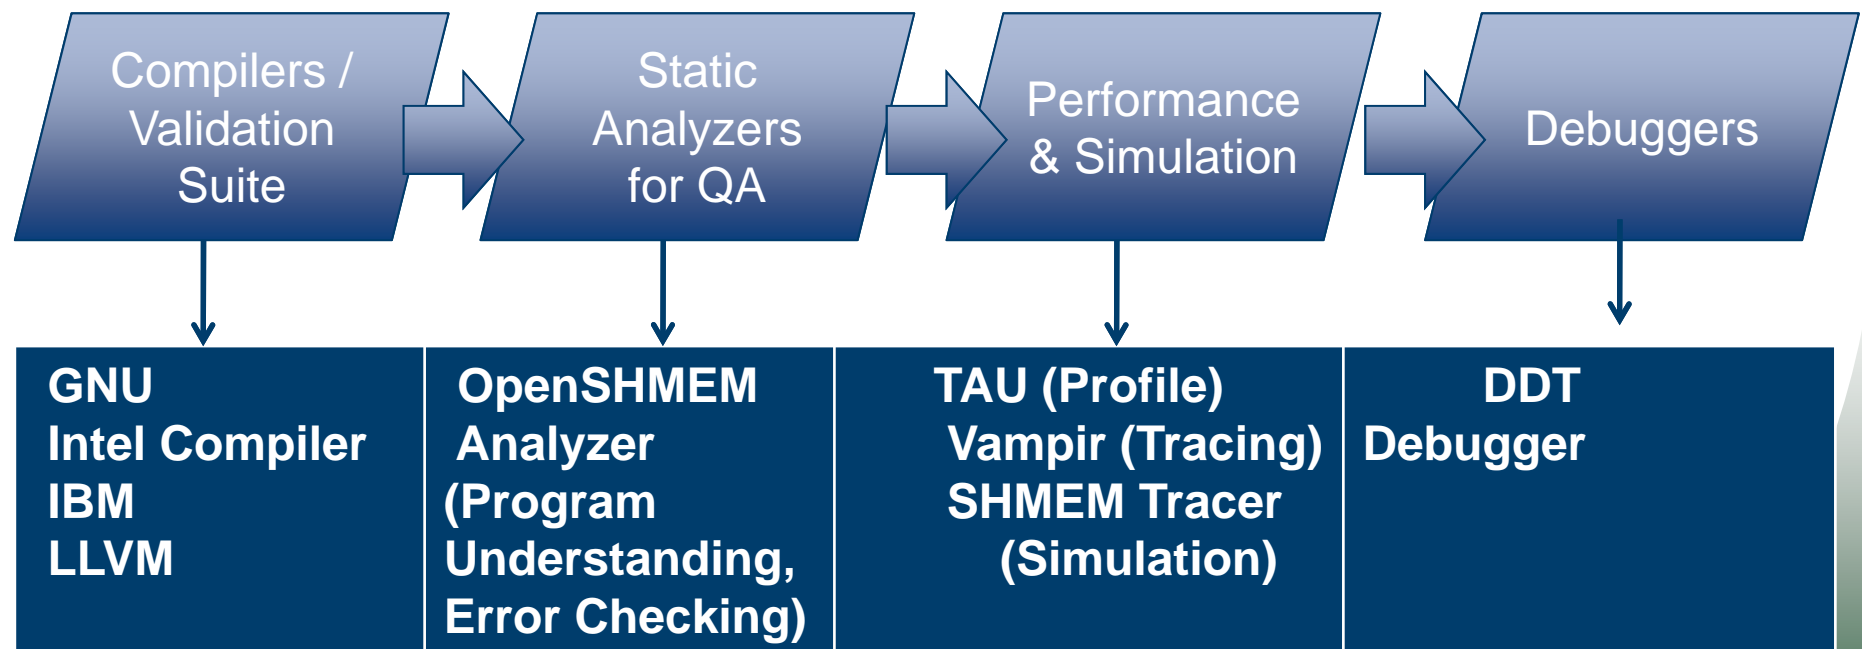 Compilers /
Validation
Suite
Static
Analyzers
for QA
Performance
& Simulation
Debuggers
GNU
Intel Compiler
IBM
LLVM
OpenSHMEM
Analyzer
(Program
Understanding,
Error Checking)
TAU (Profile)
Vampir (Tracing)
SHMEM Tracer
(Simulation)
DDT
Debugger